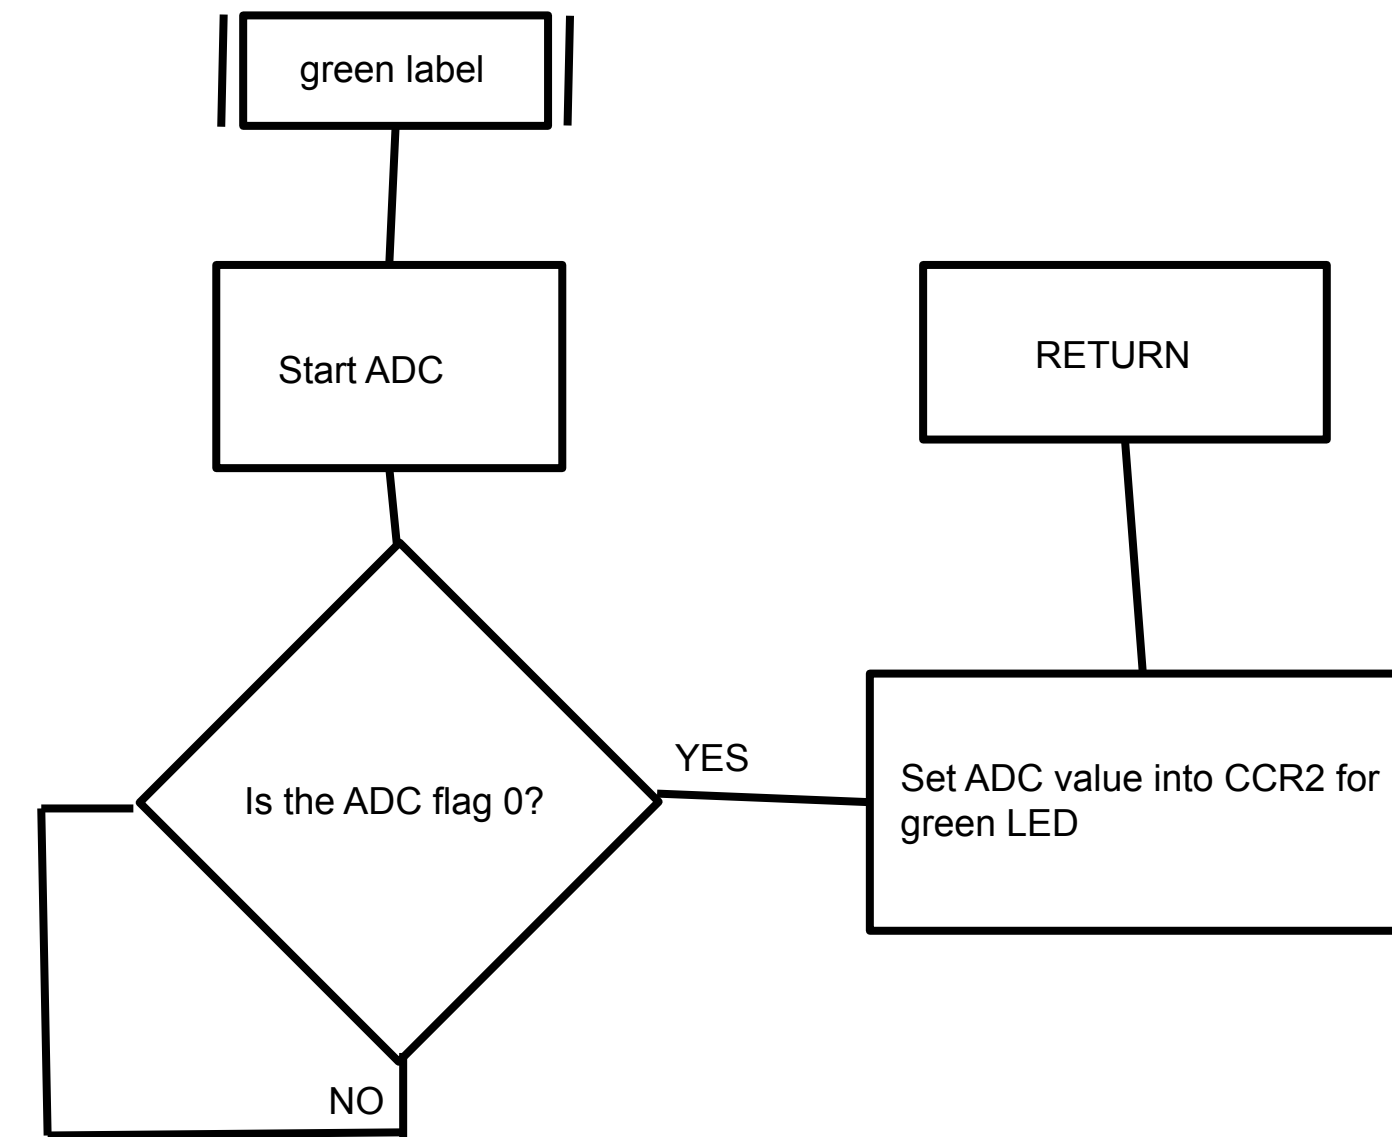 green label
Start ADC
Is the ADC flag 0?
NO
YES
Set ADC value into CCR2 for
green LED
RETURN